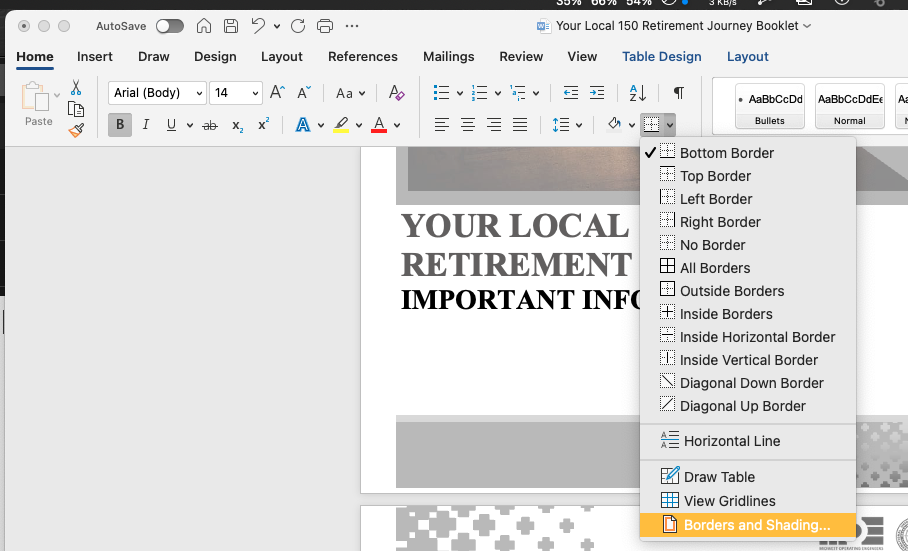 35% 66% 54% 3 KB/s
AutoSave Your Local 150 Retirement Journey Booklet
Home Insert Draw Design Layout References Mailings Review View Table Design Layout
Arial (Body) 14 A A Aa A
Paste
B I U ab x₂ x² A A
AaBbCcDd AaBbCcDdEe
Bullets Normal
Bottom Border
Top Border
Left Border
Right Border
No Border
All Borders
Outside Borders
Inside Borders
Inside Horizontal Border
Inside Vertical Border
Diagonal Down Border
Diagonal Up Border
Horizontal Line
Draw Table
View Gridlines
Borders and Shading...
YOUR LOCAL
RETIREMENT
IMPORTANT INFO